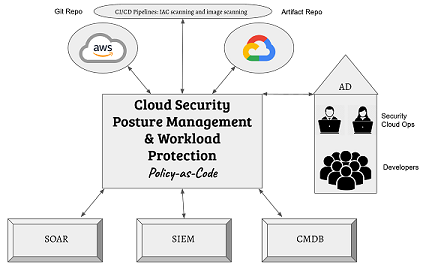 Git Repo
CI/CD Pipelines: IAC scanning and image scanning
Artifact Repo
aws
AD
Cloud Security
Posture Management
& Workload
Protection
Policy-as-Code
Security
Cloud Ops
Developers
SOAR
SIEM
CMDB